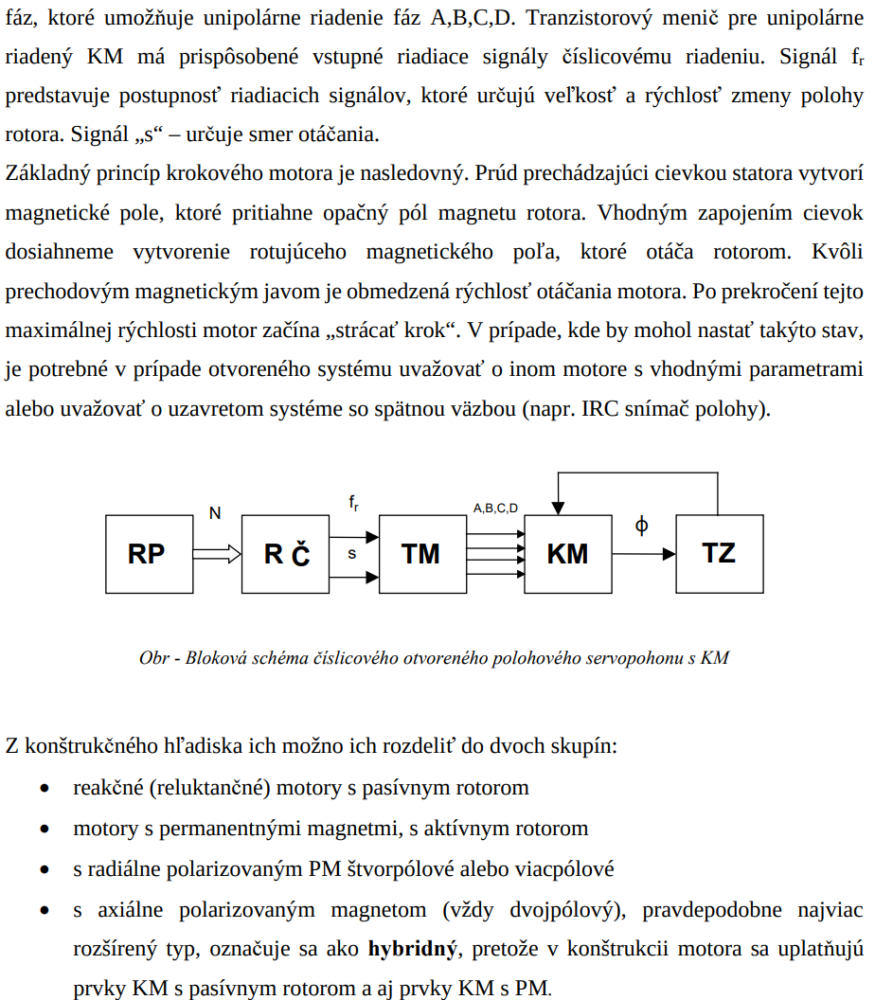 fáz, ktoré umožňuje unipolárne riadenie fáz A,B,C,D. Tranzistorový menič pre unipolárne
riadený KM má prispôsobené vstupné riadiace signály číslicovému riadeniu. Signál fr
predstavuje postupnosť riadiacich signálov, ktoré určujú veľkosť a rýchlosť zmeny polohy
rotora. Signál „s“ – určuje smer otáčania.
Základný princíp krokového motora je nasledovný. Prúd prechádzajúci cievkou statora vytvorí
magnetické pole, ktoré pritiahne opačný pól magnetu rotora. Vhodným zapojením cievok
dosiahneme vytvorenie rotujúceho magnetického poľa, ktoré otáča rotorom. Kvôli
prechodovým magnetickým javom je obmedzená rýchlosť otáčania motora. Po prekročení tejto
maximálnej rýchlosti motor začína „strácať krok“. V prípade, kde by mohol nastať takýto stav,
je potrebné v prípade otvoreného systému uvažovať o inom motore s vhodnými parametrami
alebo uvažovať o uzavretom systéme so spätnou väzbou (napr. IRC snímač polohy).
N
fr
A,B,C,D
ϕ
s
RP
R Č
TM
KM
TZ
Obr - Bloková schéma číslicového otvoreného polohového servopohonu s KM
Z konštrukčného hľadiska ich možno ich rozdeliť do dvoch skupín:
• reakčné (reluktančné) motory s pasívnym rotorom
• motory s permanentnými magnetmi, s aktívnym rotorom
• s radiálne polarizovaným PM štvorpólové alebo viacpólové
• s axiálne polarizovaným magnetom (vždy dvojpólový), pravdepodobne najviac
rozšírený typ, označuje sa ako hybridný, pretože v konštrukcii motora sa uplatňujú
prvky KM s pasívnym rotorom a aj prvky KM s PM.